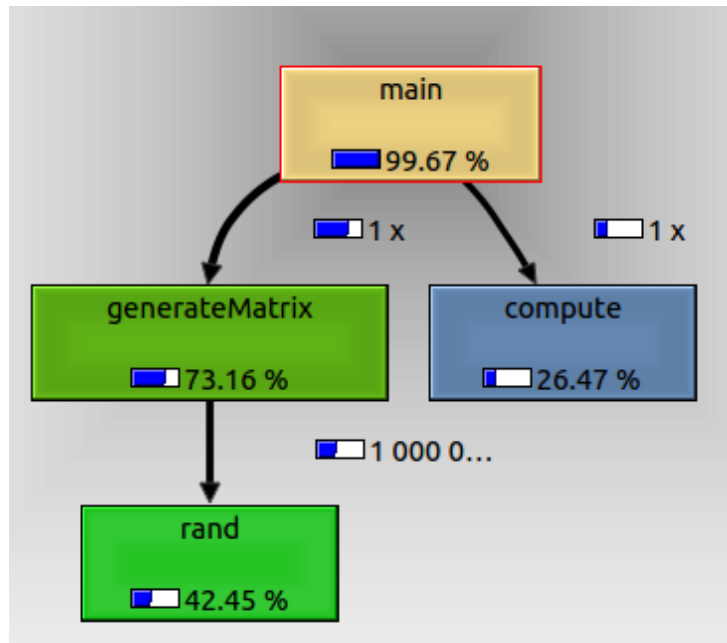 main
99.67 %
1 x
1 x
generateMatrix
73.16 %
compute
26.47 %
1 000 0...
rand
42.45 %